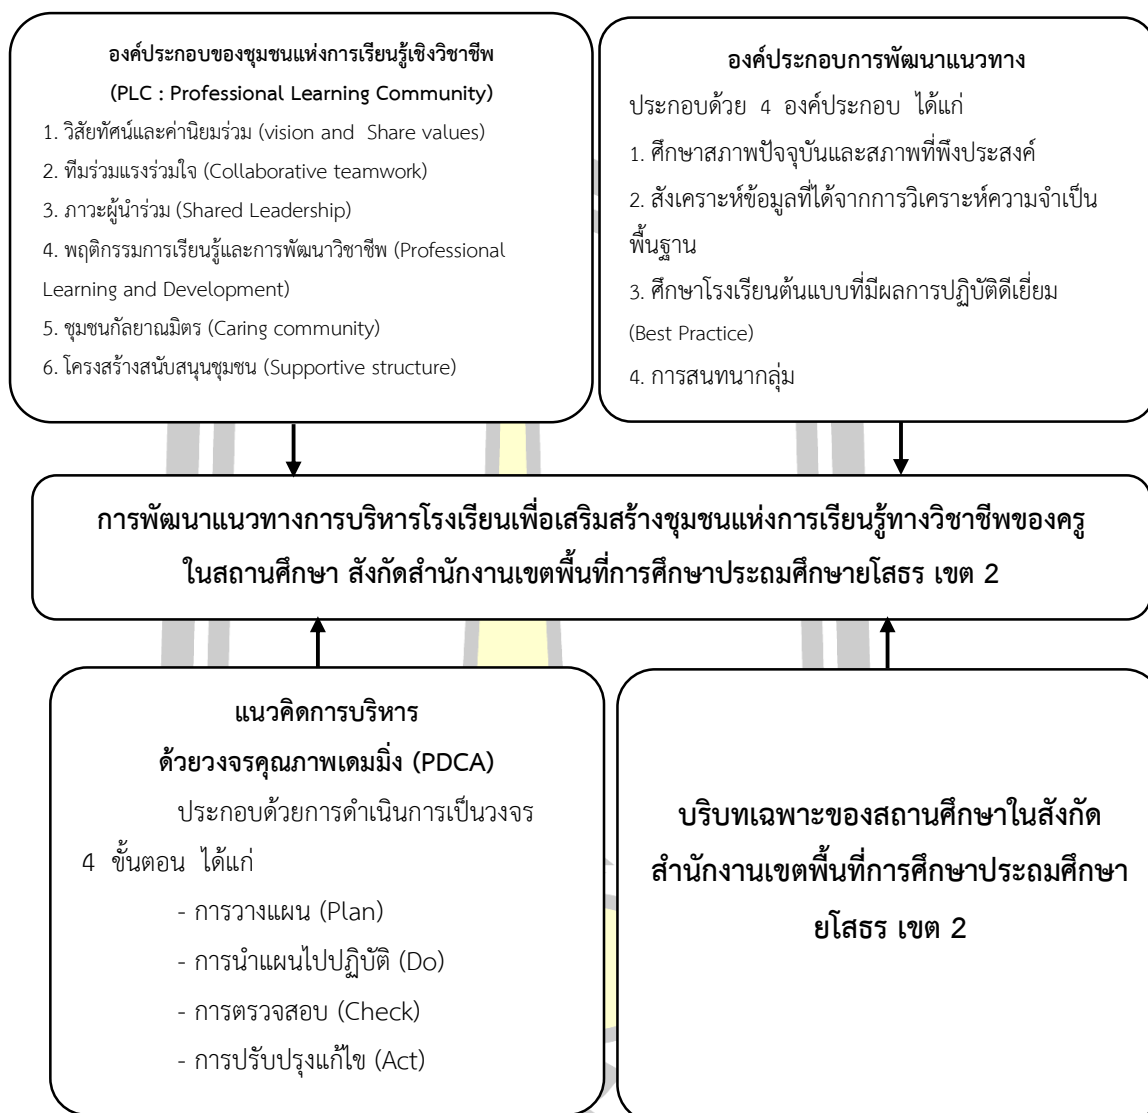 องค์ประกอบของชุมชนแห่งการเรียนรู้เชิงวิชาชีพ
(PLC : Professional Learning Community)
1. วิสัยทัศน์และค่านิยมร่วม (vision and Share values)
2. ทีมร่วมแรงร่วมใจ (Collaborative teamwork)
3. ภาวะผู้นำร่วม (Shared Leadership)
4. พฤติกรรมการเรียนรู้และการพัฒนาวิชาชีพ (Professional
Learning and Development)
5. ชุมชนกัลยาณมิตร (Caring community)
6. โครงสร้างสนับสนุนชุมชน (Supportive structure)
องค์ประกอบการพัฒนาแนวทาง
ประกอบด้วย 4 องค์ประกอบ ได้แก่
1. ศึกษาสภาพปัจจุบันและสภาพที่พึงประสงค์
2. สังเคราะห์ข้อมูลที่ได้จากการวิเคราะห์ความจำเป็น
พื้นฐาน
3. ศึกษาโรงเรียนต้นแบบที่มีผลการปฏิบัติดีเยี่ยม
(Best Practice)
4. การสนทนากลุ่ม
การพัฒนาแนวทางการบริหารโรงเรียนเพื่อเสริมสร้างชุมชนแห่งการเรียนรู้ทางวิชาชีพของครู
ในสถานศึกษา สังกัดสำนักงานเขตพื้นที่การศึกษาประถมศึกษายโสธร เขต 2
แนวคิดการบริหาร
ด้วยวงจรคุณภาพเดมมิ่ง (PDCA)
ประกอบด้วยการดำเนินการเป็นวงจร
4 ขั้นตอน ได้แก่
- การวางแผน (Plan)
- การนำแผนไปปฏิบัติ (Do)
- การตรวจสอบ (Check)
- การปรับปรุงแก้ไข (Act)
บริบทเฉพาะของสถานศึกษาในสังกัด
สำนักงานเขตพื้นที่การศึกษาประถมศึกษา
ยโสธร เขต 2